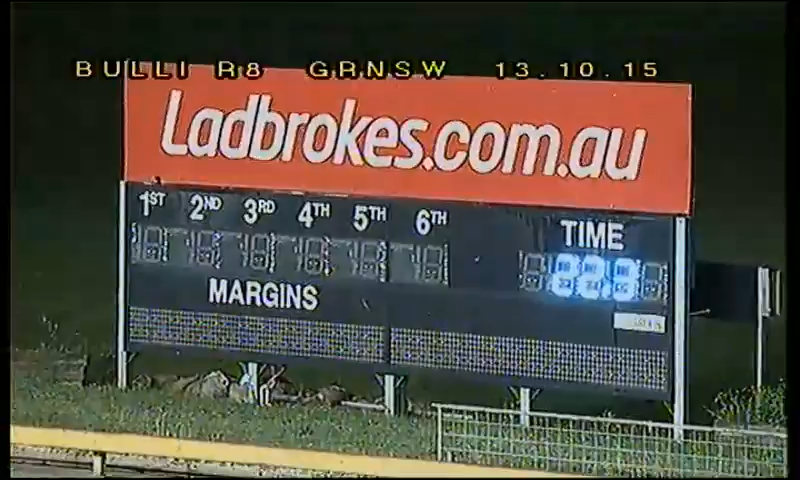 BULLI R8 GRNSW 13.10.15
Ladbrokes.com.au
1ST 2ND 3RD 4TH 5TH 6TH
TIME
MARGINS